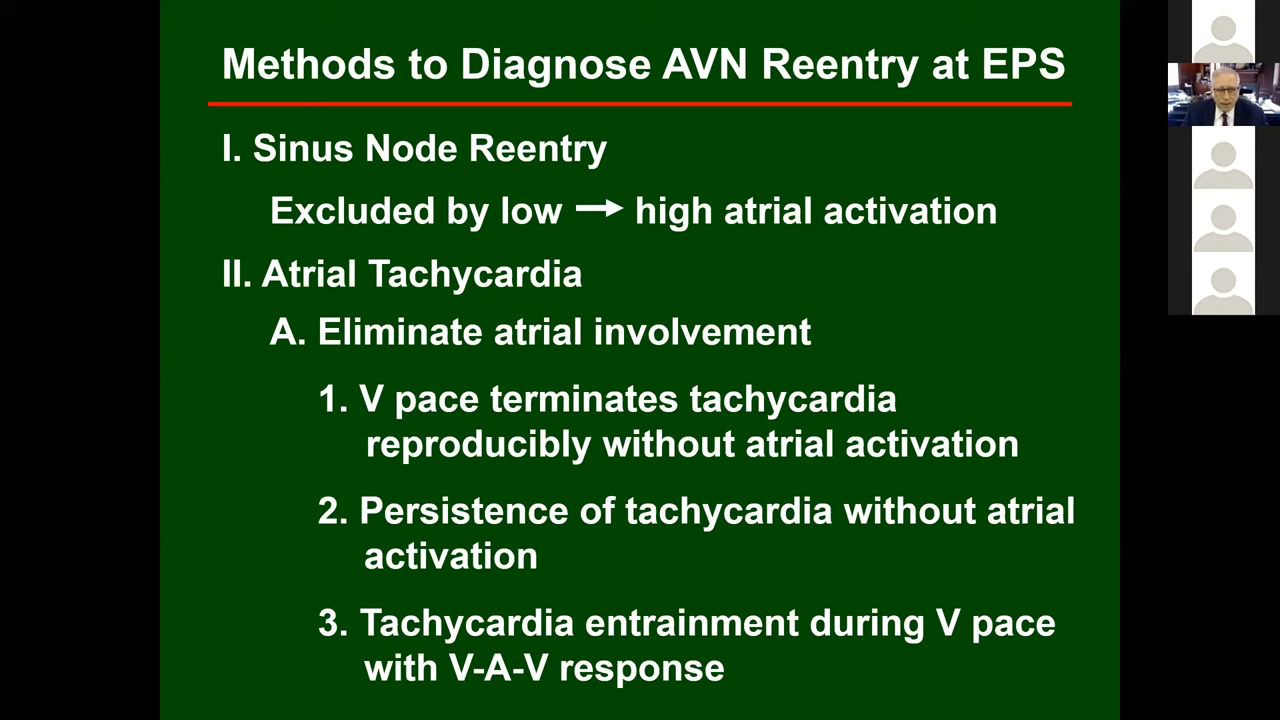 Methods to Diagnose AVN Reentry at EPS
I. Sinus Node Reentry
Excluded by low → high atrial activation
II. Atrial Tachycardia
A. Eliminate atrial involvement
1. V pace terminates tachycardia
reproducibly without atrial activation
2. Persistence of tachycardia without atrial
activation
3. Tachycardia entrainment during V pace
with V-A-V response